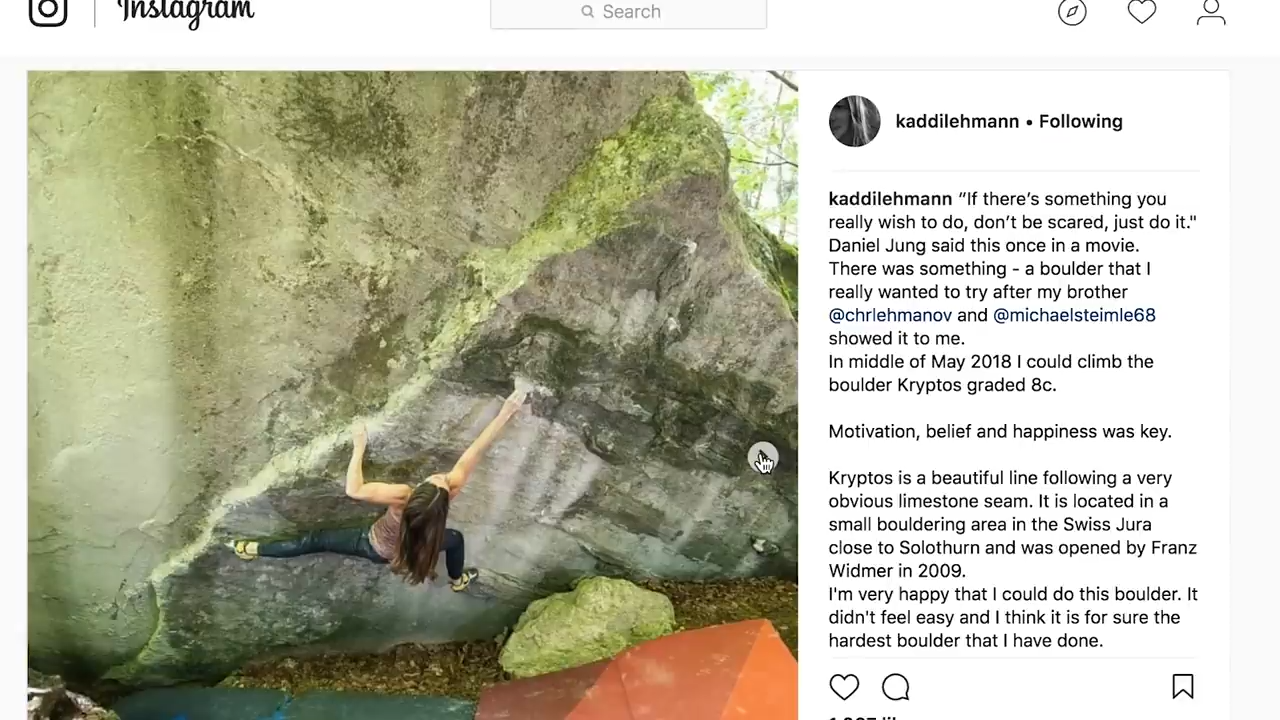 Instagram
Search
kaddilehmann • Following
kaddilehmann “If there’s something you
really wish to do, don’t be scared, just do it."
Daniel Jung said this once in a movie.
There was something - a boulder that I
really wanted to try after my brother
@chrlehmanov and @michaelsteimle68
showed it to me.
In middle of May 2018 I could climb the
boulder Kryptos graded 8c.
Motivation, belief and happiness was key.
Kryptos is a beautiful line following a very
obvious limestone seam. It is located in a
small bouldering area in the Swiss Jura
close to Solothurn and was opened by Franz
Widmer in 2009.
I'm very happy that I could do this boulder. It
didn't feel easy and I think it is for sure the
hardest boulder that I have done.